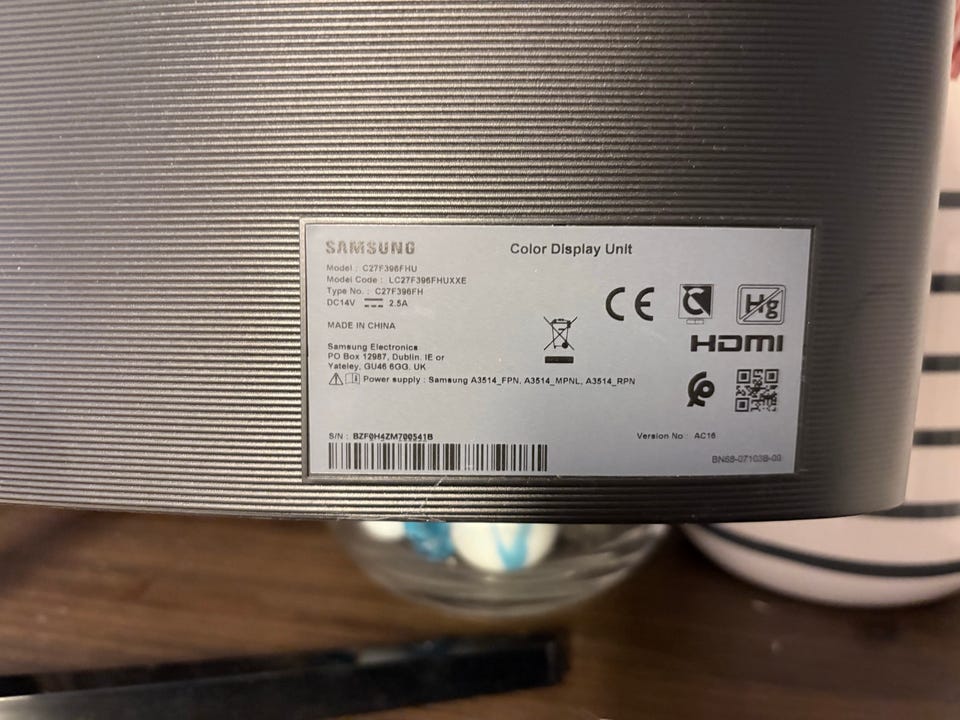 SAMSUNG
Color Display Unit
Model : C27F396FHU
Model Code : LC27F396FHUXXE
Type No. : C27F396FH
DC14V 2.5A
MADE IN CHINA
Samsung Electronics
PO Box 12987, Dublin. IE or
Yateley, GU46 6GG. UK
Power supply : Samsung A3514_FPN, A3514_MPNL, A3514_RPN
CE
Hg
HDMI
S/N : BZF0H4ZM700541B
Version No : AC16
BN68-07103B-00